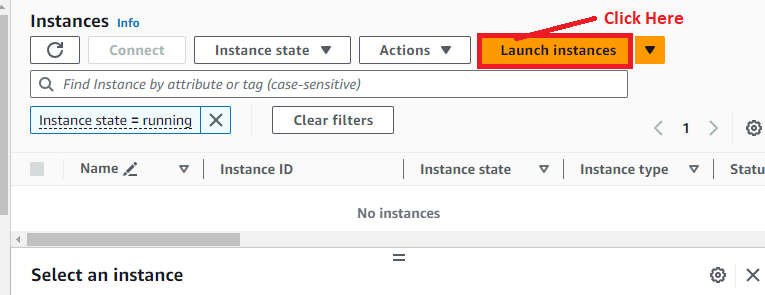 Instances Info
Click Here
Connect
Instance state
Actions
Launch instances
Find Instance by attribute or tag (case-sensitive)
Instance state = running
Clear filters
1
Name
Instance ID
Instance state
Instance type
Statu
No instances
Select an instance